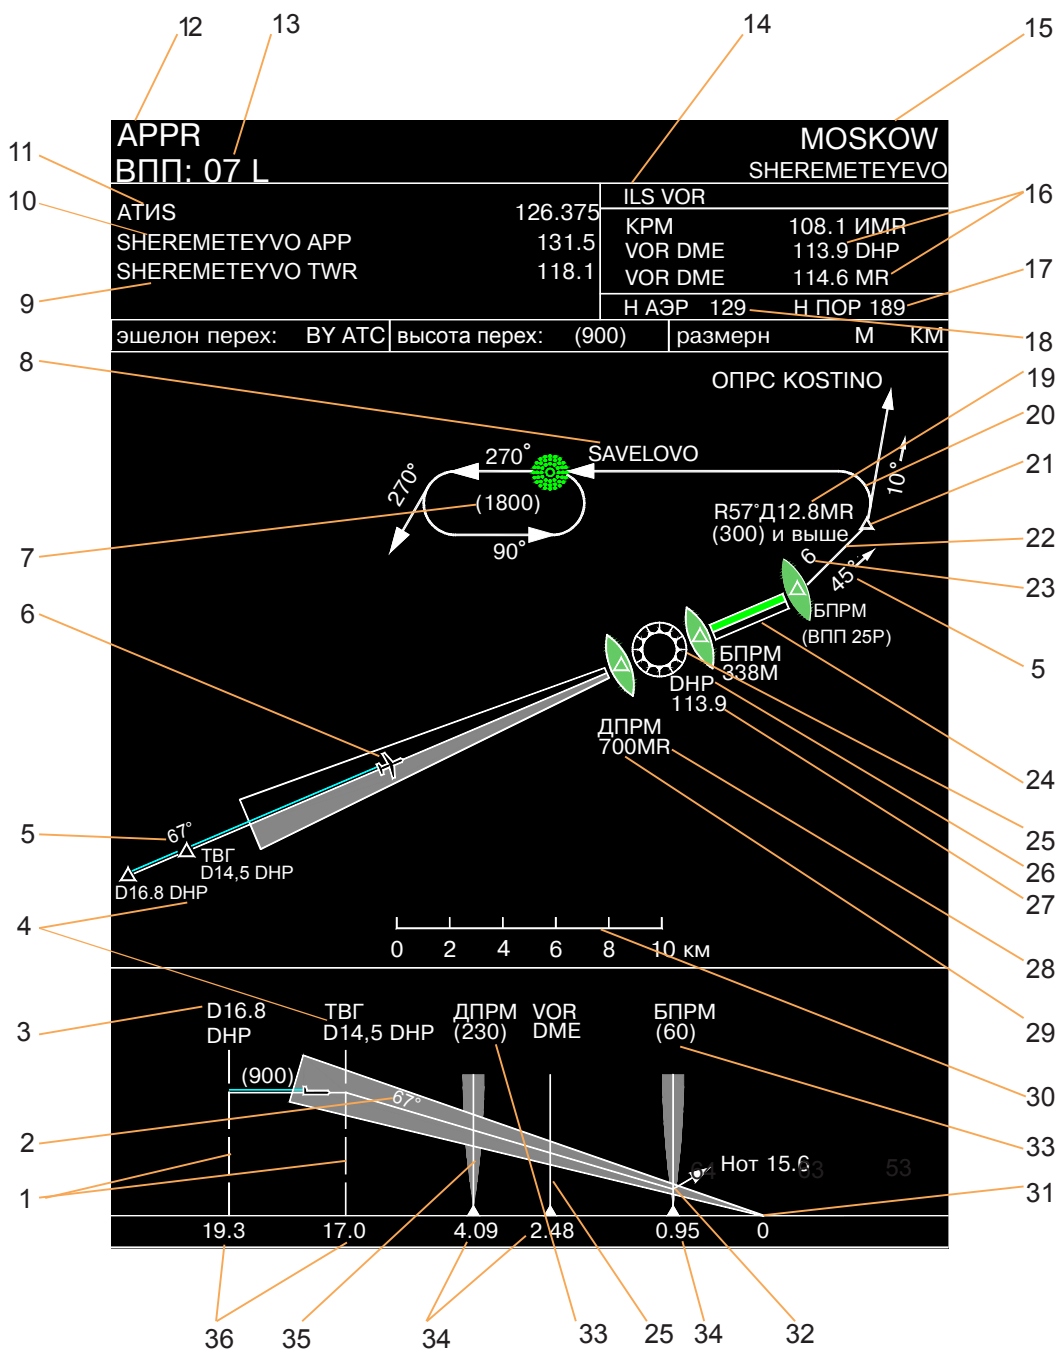 12 13 14 15
APPR MOSKOW
ВПП: 07 L SHEREMETEYEVO
11
10
9
АТИS 126.375
SHEREMETEYVO APP 131.5
SHEREMETEYVO TWR 118.1
ILS VOR
КРМ 108.1 ИMR
VOR DME 113.9 DHP
VOR DME 114.6 MR
Н АЭР 129 Н ПОР 189
16
17
18
эшелон перех: BY ATC высота перех: (900) размерн М КМ
8
19
20
21
22
23
5
ОПРС KOSTINO
SAVELOVO
270°
270°
(1800)
90°
10°
R57°Д12.8MR
(300) и выше
6
45°
7
6
БПРМ
(ВПП 25Р)
БПРМ
338М
DHP
113.9
ДПРМ
700MR
24
25
26
27
28
29
5
67°
ТВГ
D14,5 DHP
D16.8 DHP
4
0 2 4 6 8 10 км
3
D16.8
DHP
ТВГ
D14,5 DHP
ДПРМ
(230)
VOR
DME
БПРМ
(60)
30
33
31
(900)
67°
2
1
Нот 15.6
64 63 53
19.3 17.0 4.09 2.48 0.95 0
36 35 34 33 25 34 32